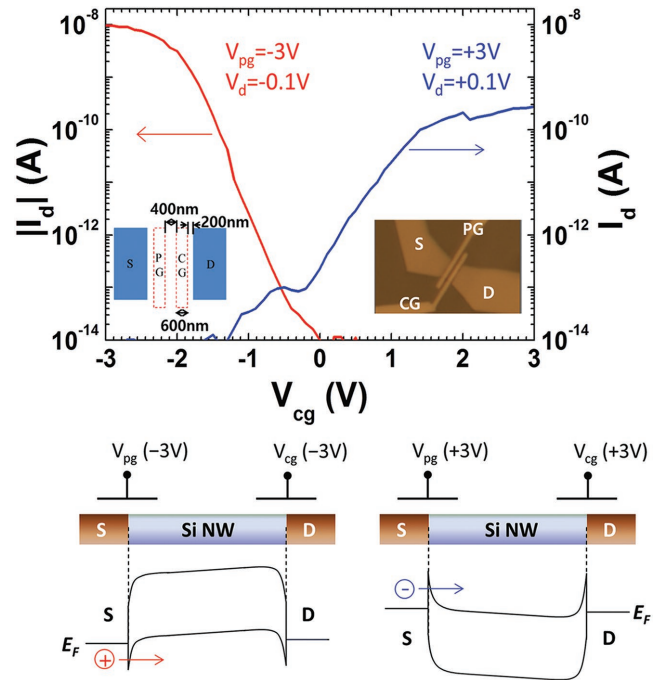 10⁻⁸
10⁻¹⁰
10⁻¹²
10⁻¹⁴
|I_d| (A)
V_pg=-3V
V_d=-0.1V
V_pg=+3V
V_d=+0.1V
10⁻⁸
10⁻¹⁰
10⁻¹²
10⁻¹⁴
I_d (A)
400nm
200nm
S
PG
CG
D
600nm
PG
S
D
CG
-3 -2 -1 0 1 2 3
V_cg (V)
V_pg (−3V) V_cg (−3V)
S Si NW D
S D
E_F
+
V_pg (+3V) V_cg (+3V)
S Si NW D
-
E_F
S D